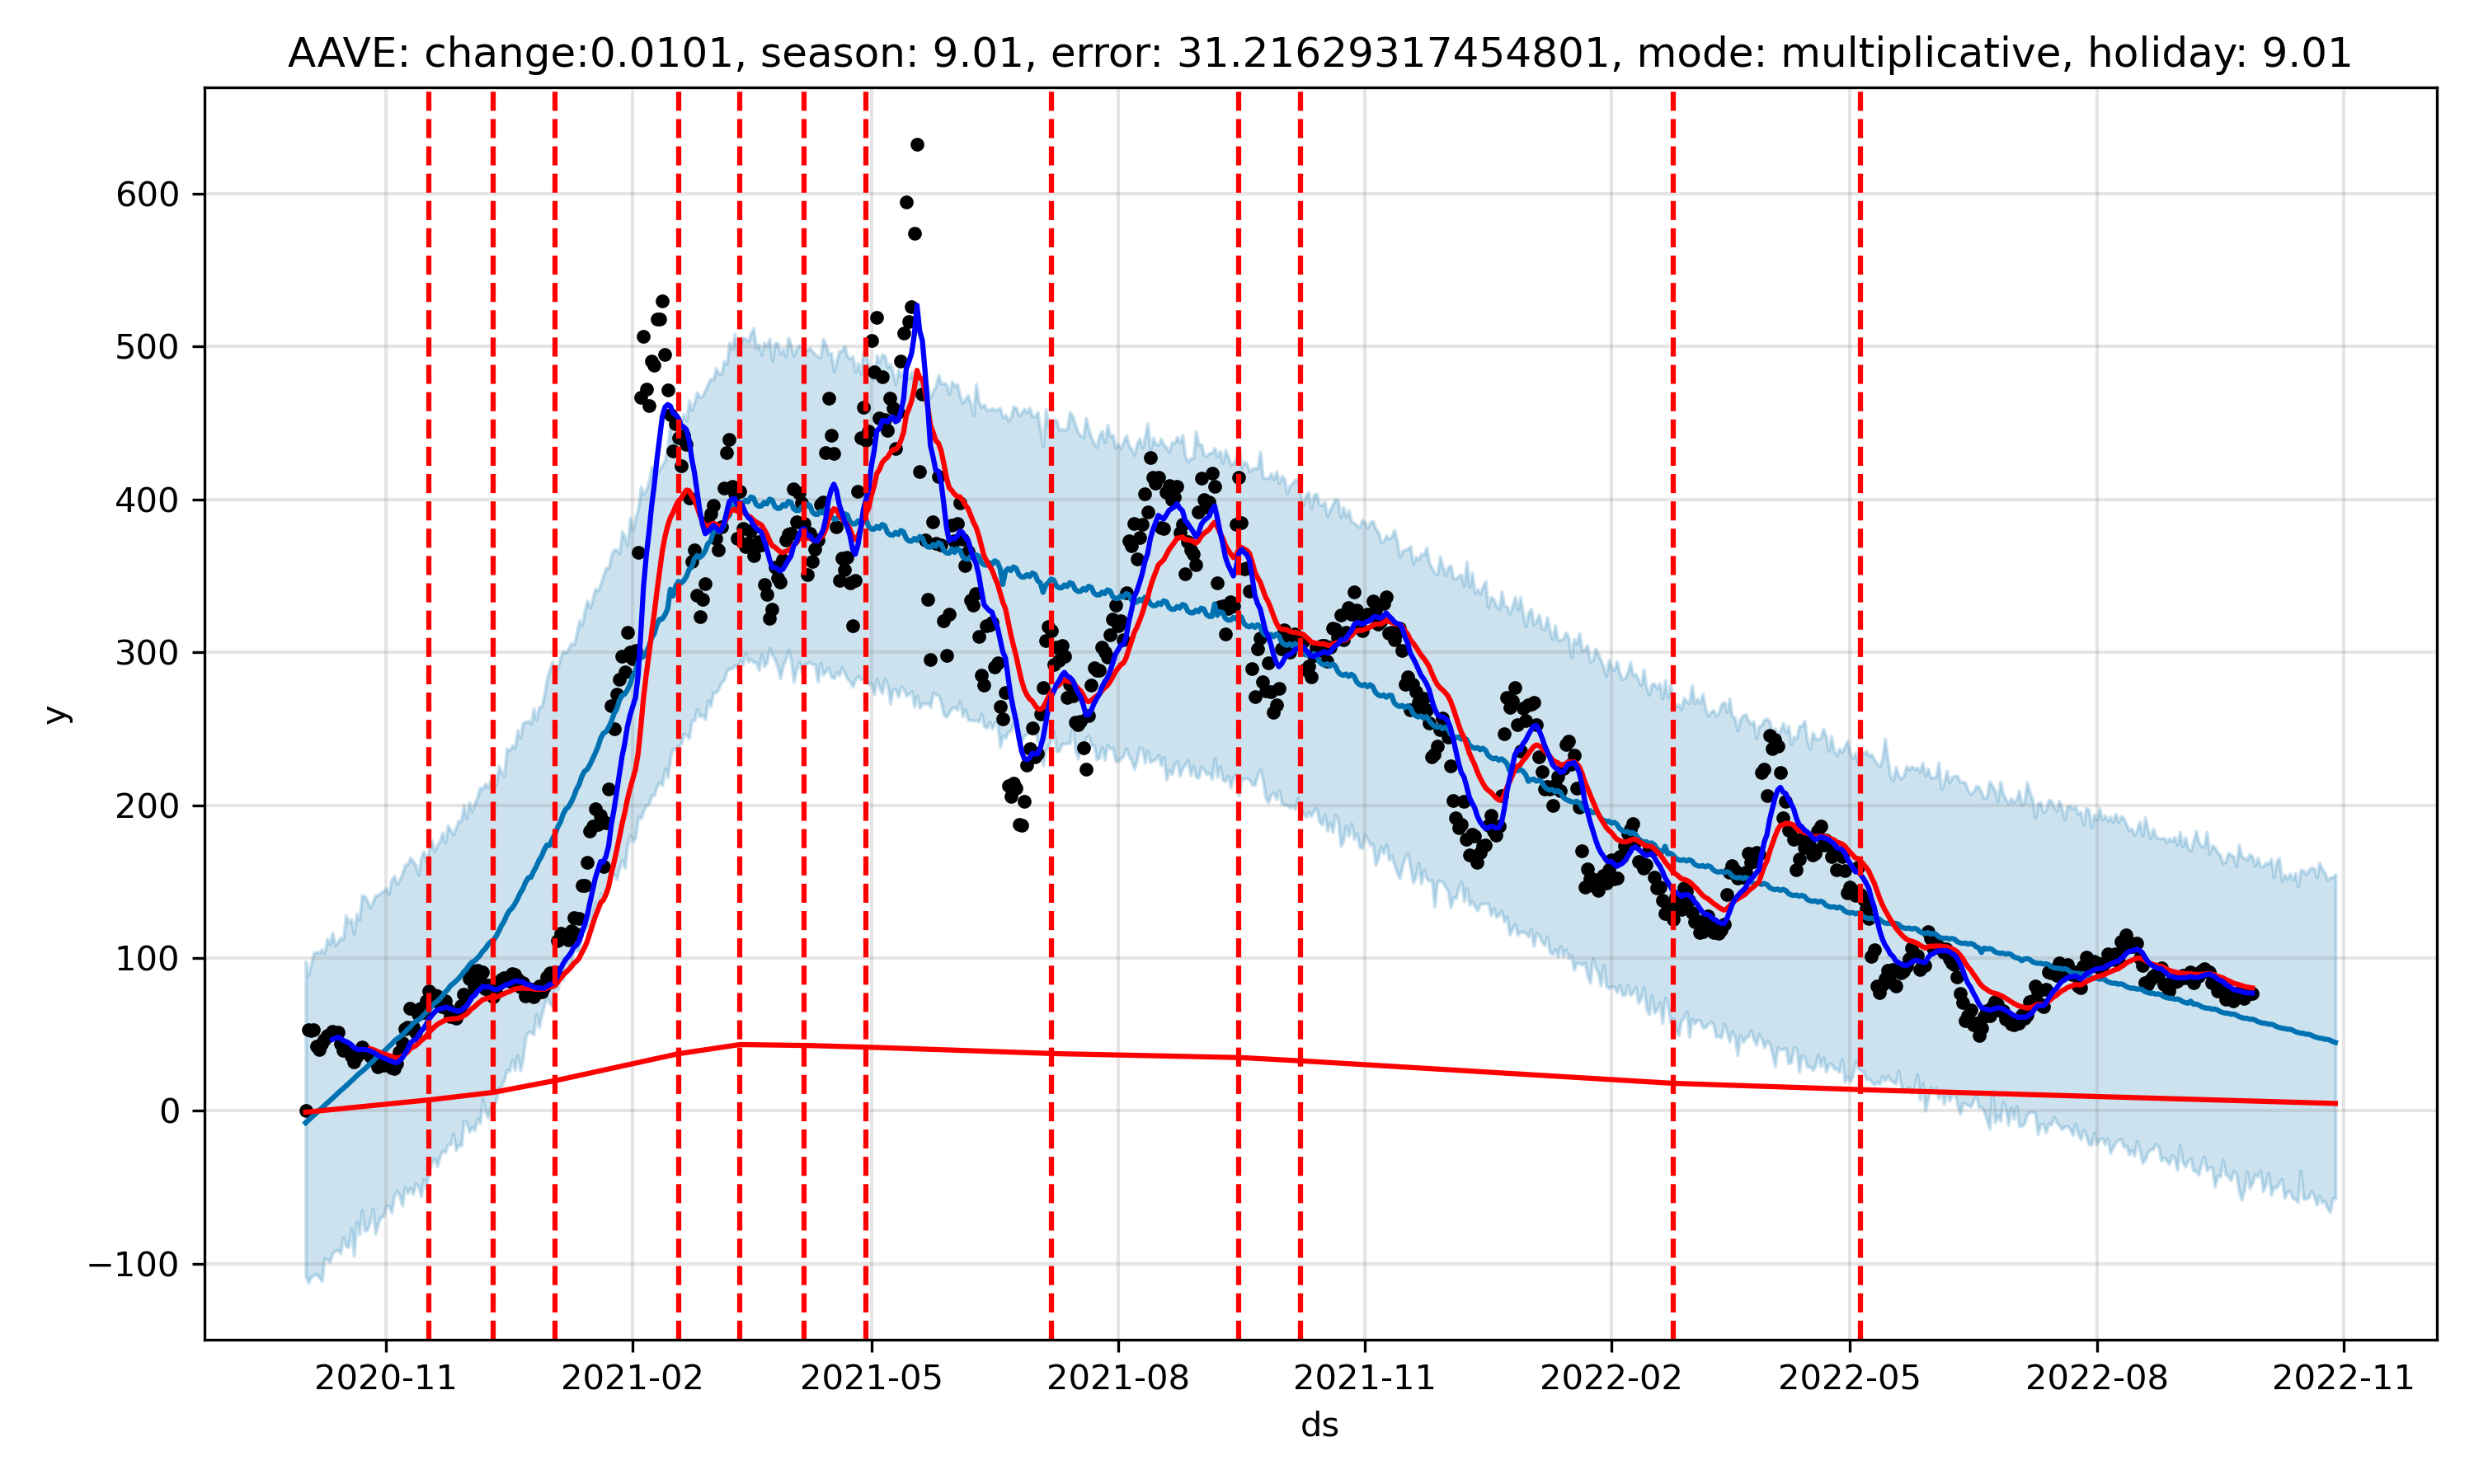 AAVE: change:0.0101, season: 9.01, error: 31.21629317454801, mode: multiplicative, holiday: 9.01
600
500
400
300
200
100
0
−100
y
2020-11 2021-02 2021-05 2021-08 2021-11 2022-02 2022-05 2022-08 2022-11
ds